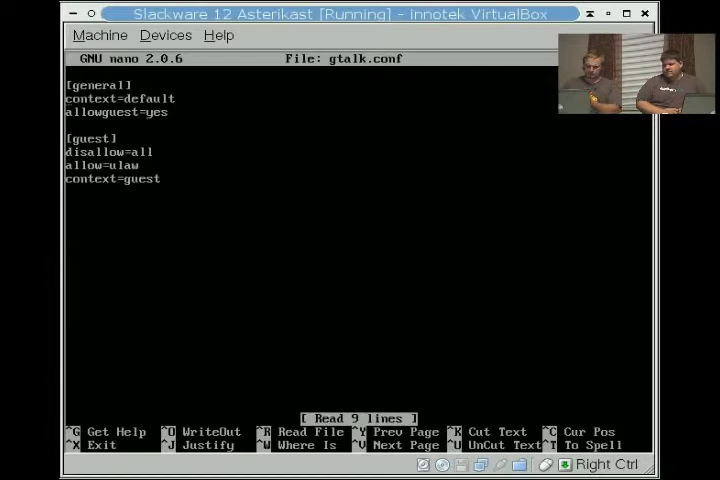 Slackware 12 Asterikast [Running] - innotek VirtualBox
Machine Devices Help
GNU nano 2.0.6 File: gtalk.conf
[general]
context=default
allowguest=yes
[guest]
disallow=all
allow=ulaw
context=guest
[ Read 9 lines ]
^G Get Help ^O WriteOut ^R Read File ^Y Prev Page ^K Cut Text ^C Cur Pos
^X Exit ^J Justify ^W Where Is ^V Next Page ^U UnCut Text ^T To Spell
Right Ctrl